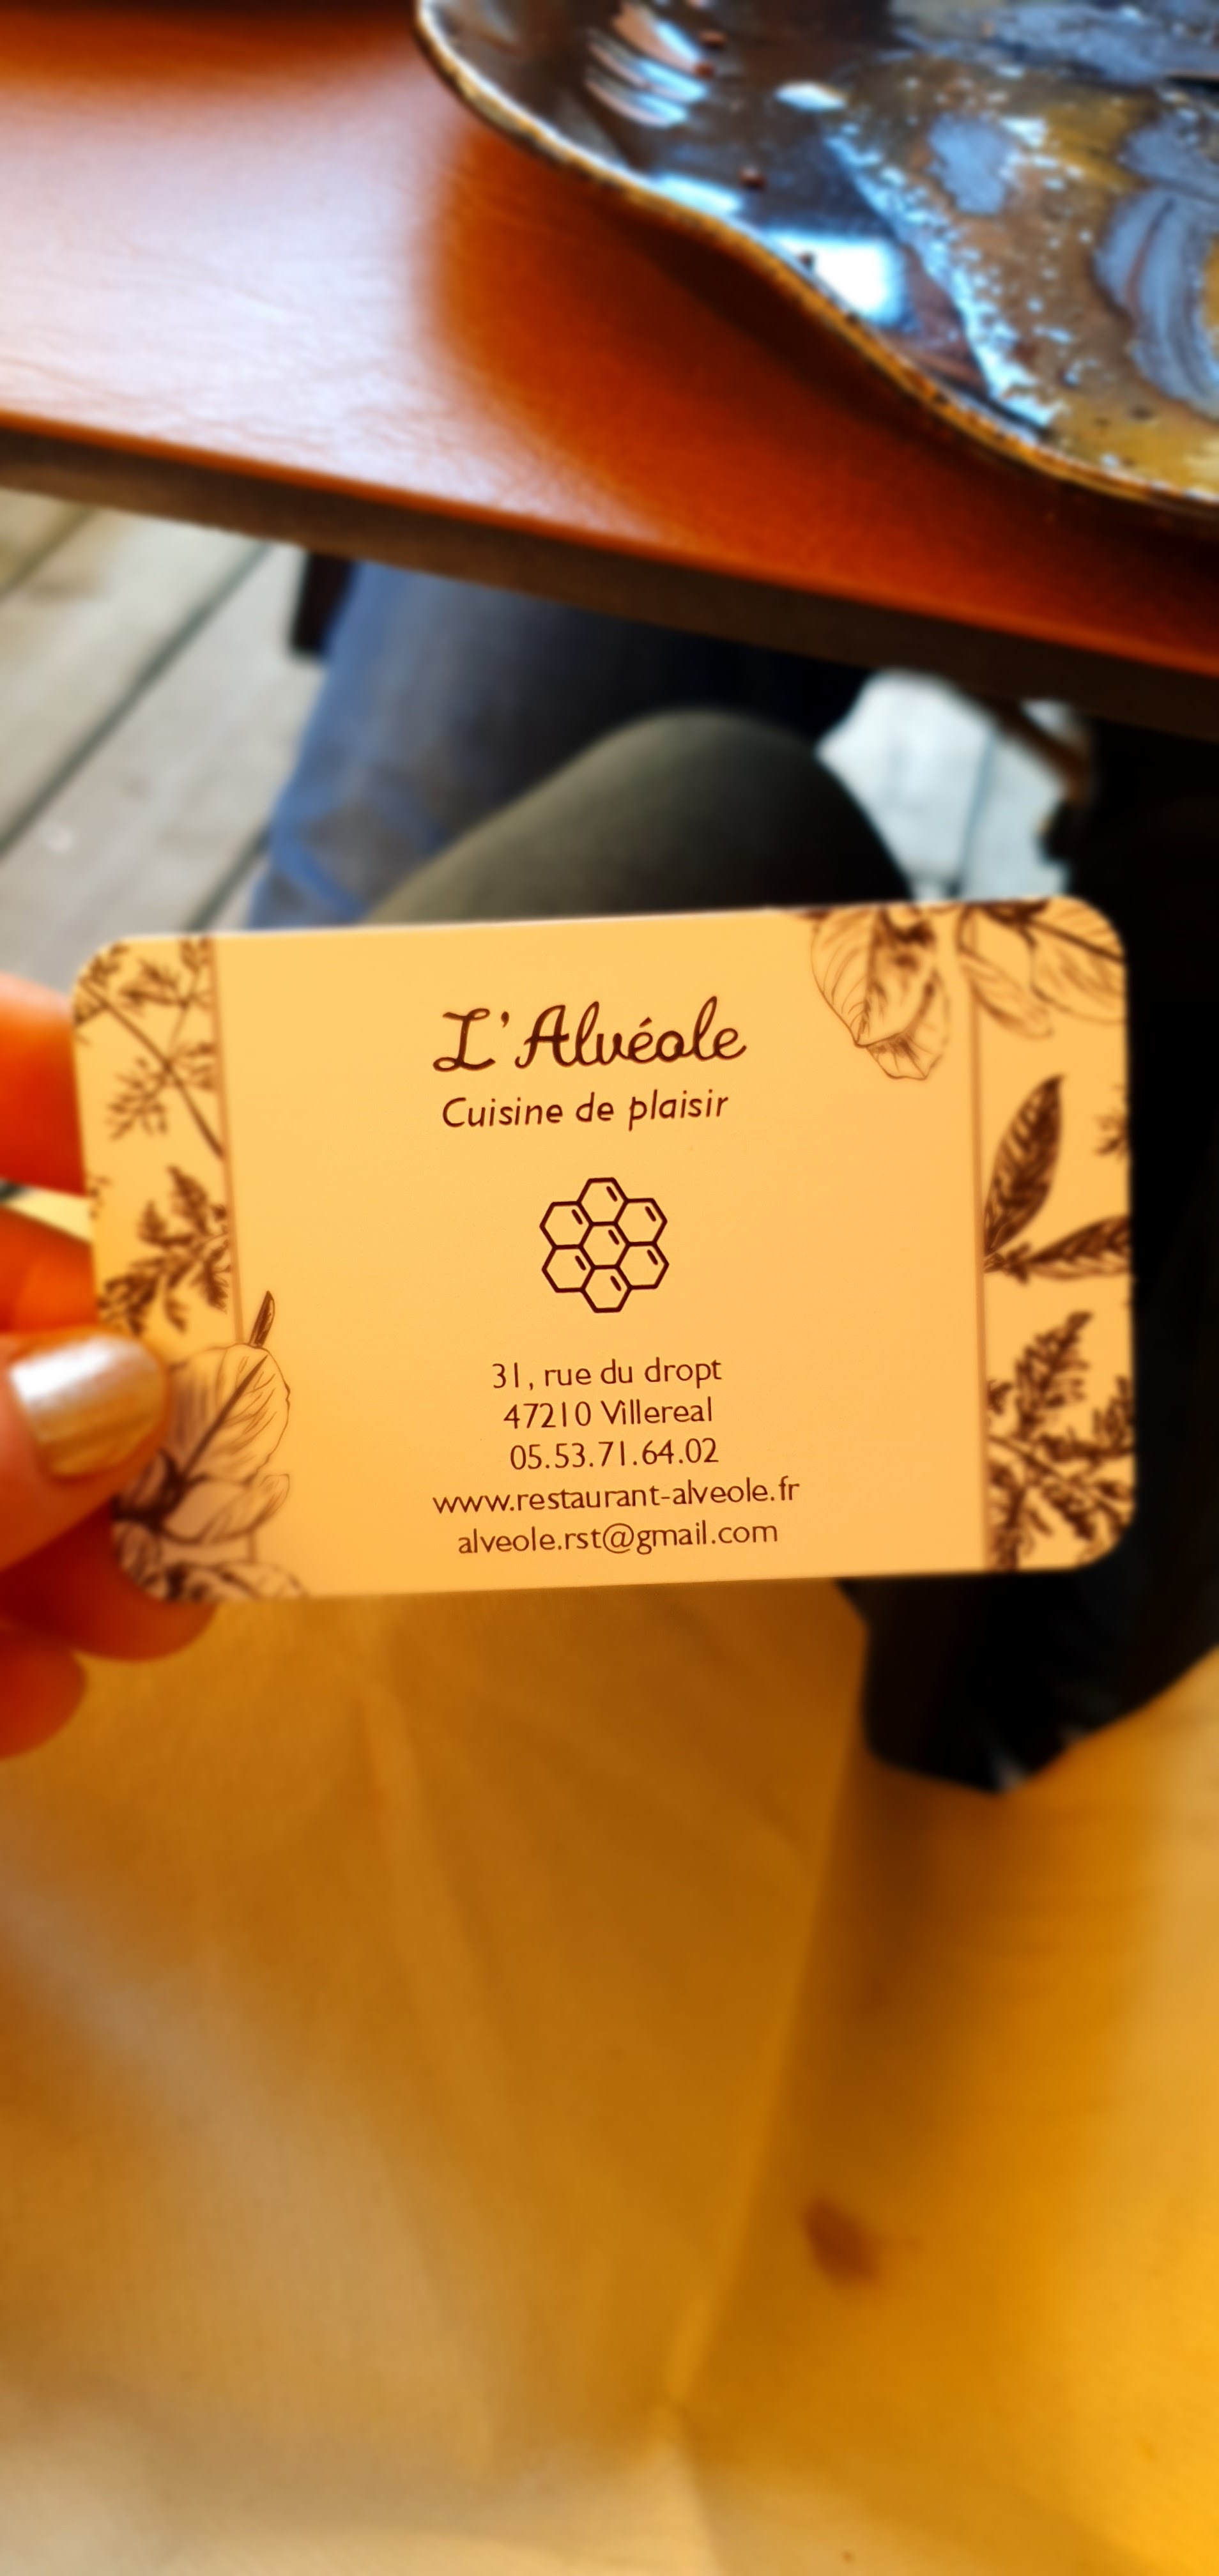 L'Alvéole
Cuisine de plaisir
31, rue du dropt
47210 Villereal
05.53.71.64.02
www.restaurant-alveole.fr
alveole.rst@gmail.com